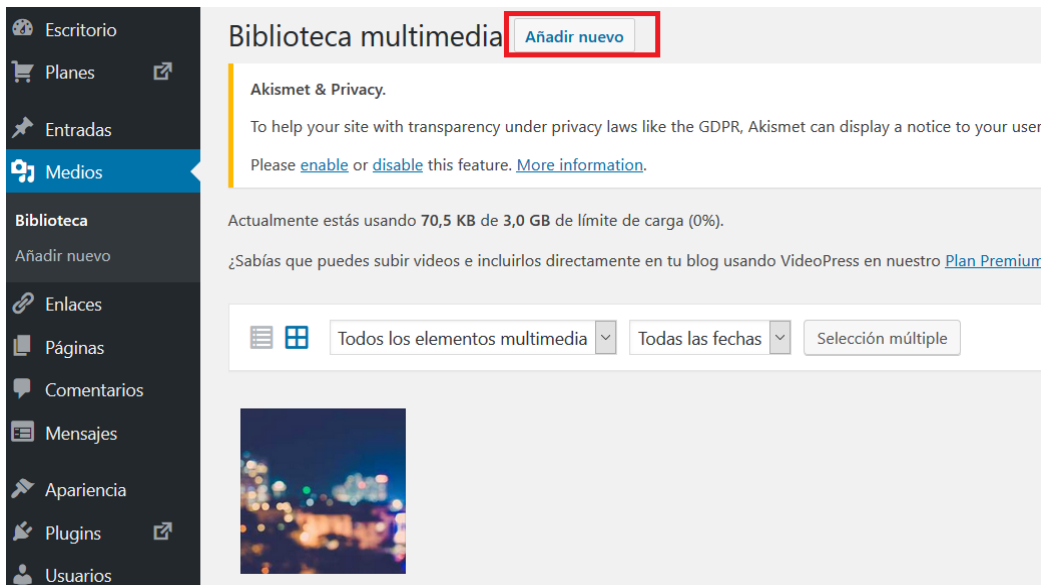 Escritorio
Planes
Entradas
Medios
Biblioteca
Añadir nuevo
Enlaces
Páginas
Comentarios
Mensajes
Apariencia
Plugins
Usuarios
Biblioteca multimedia Añadir nuevo
Akismet & Privacy.
To help your site with transparency under privacy laws like the GDPR, Akismet can display a notice to your user
Please enable or disable this feature. More information.
Actualmente estás usando 70,5 KB de 3,0 GB de límite de carga (0%).
¿Sabías que puedes subir videos e incluirlos directamente en tu blog usando VideoPress en nuestro Plan Premium
Todos los elementos multimedia Todas las fechas Selección múltiple